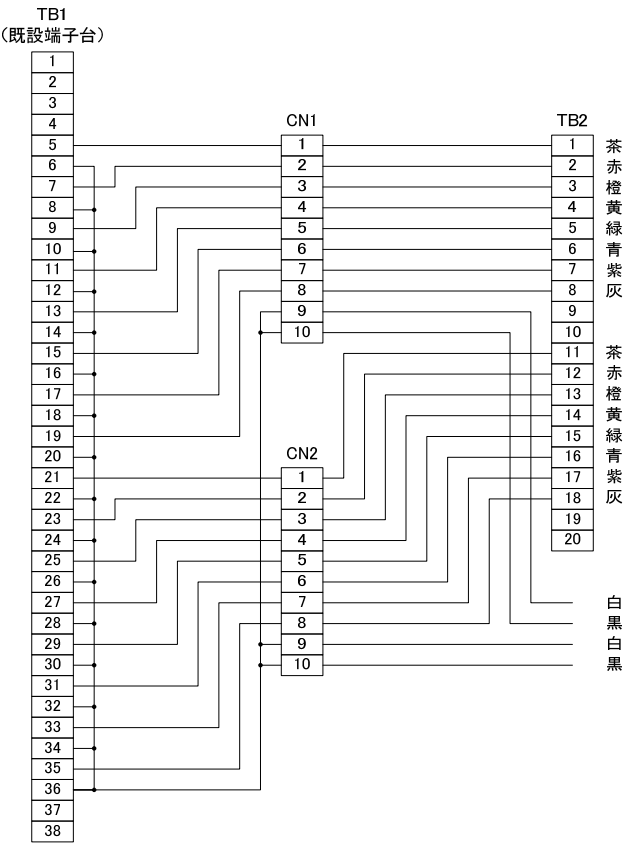 TB1
(既設端子台)
1
2
3
4
5
6
7
8
9
10
11
12
13
14
15
16
17
18
19
20
21
22
23
24
25
26
27
28
29
30
31
32
33
34
35
36
37
38
CN1
1
2
3
4
5
6
7
8
9
10
CN2
1
2
3
4
5
6
7
8
9
10
TB2
1 茶
2 赤
3 橙
4 黄
5 緑
6 青
7 紫
8 灰
9
10
11 茶
12 赤
13 橙
14 黄
15 緑
16 青
17 紫
18 灰
19
20
白
黒
白
黒